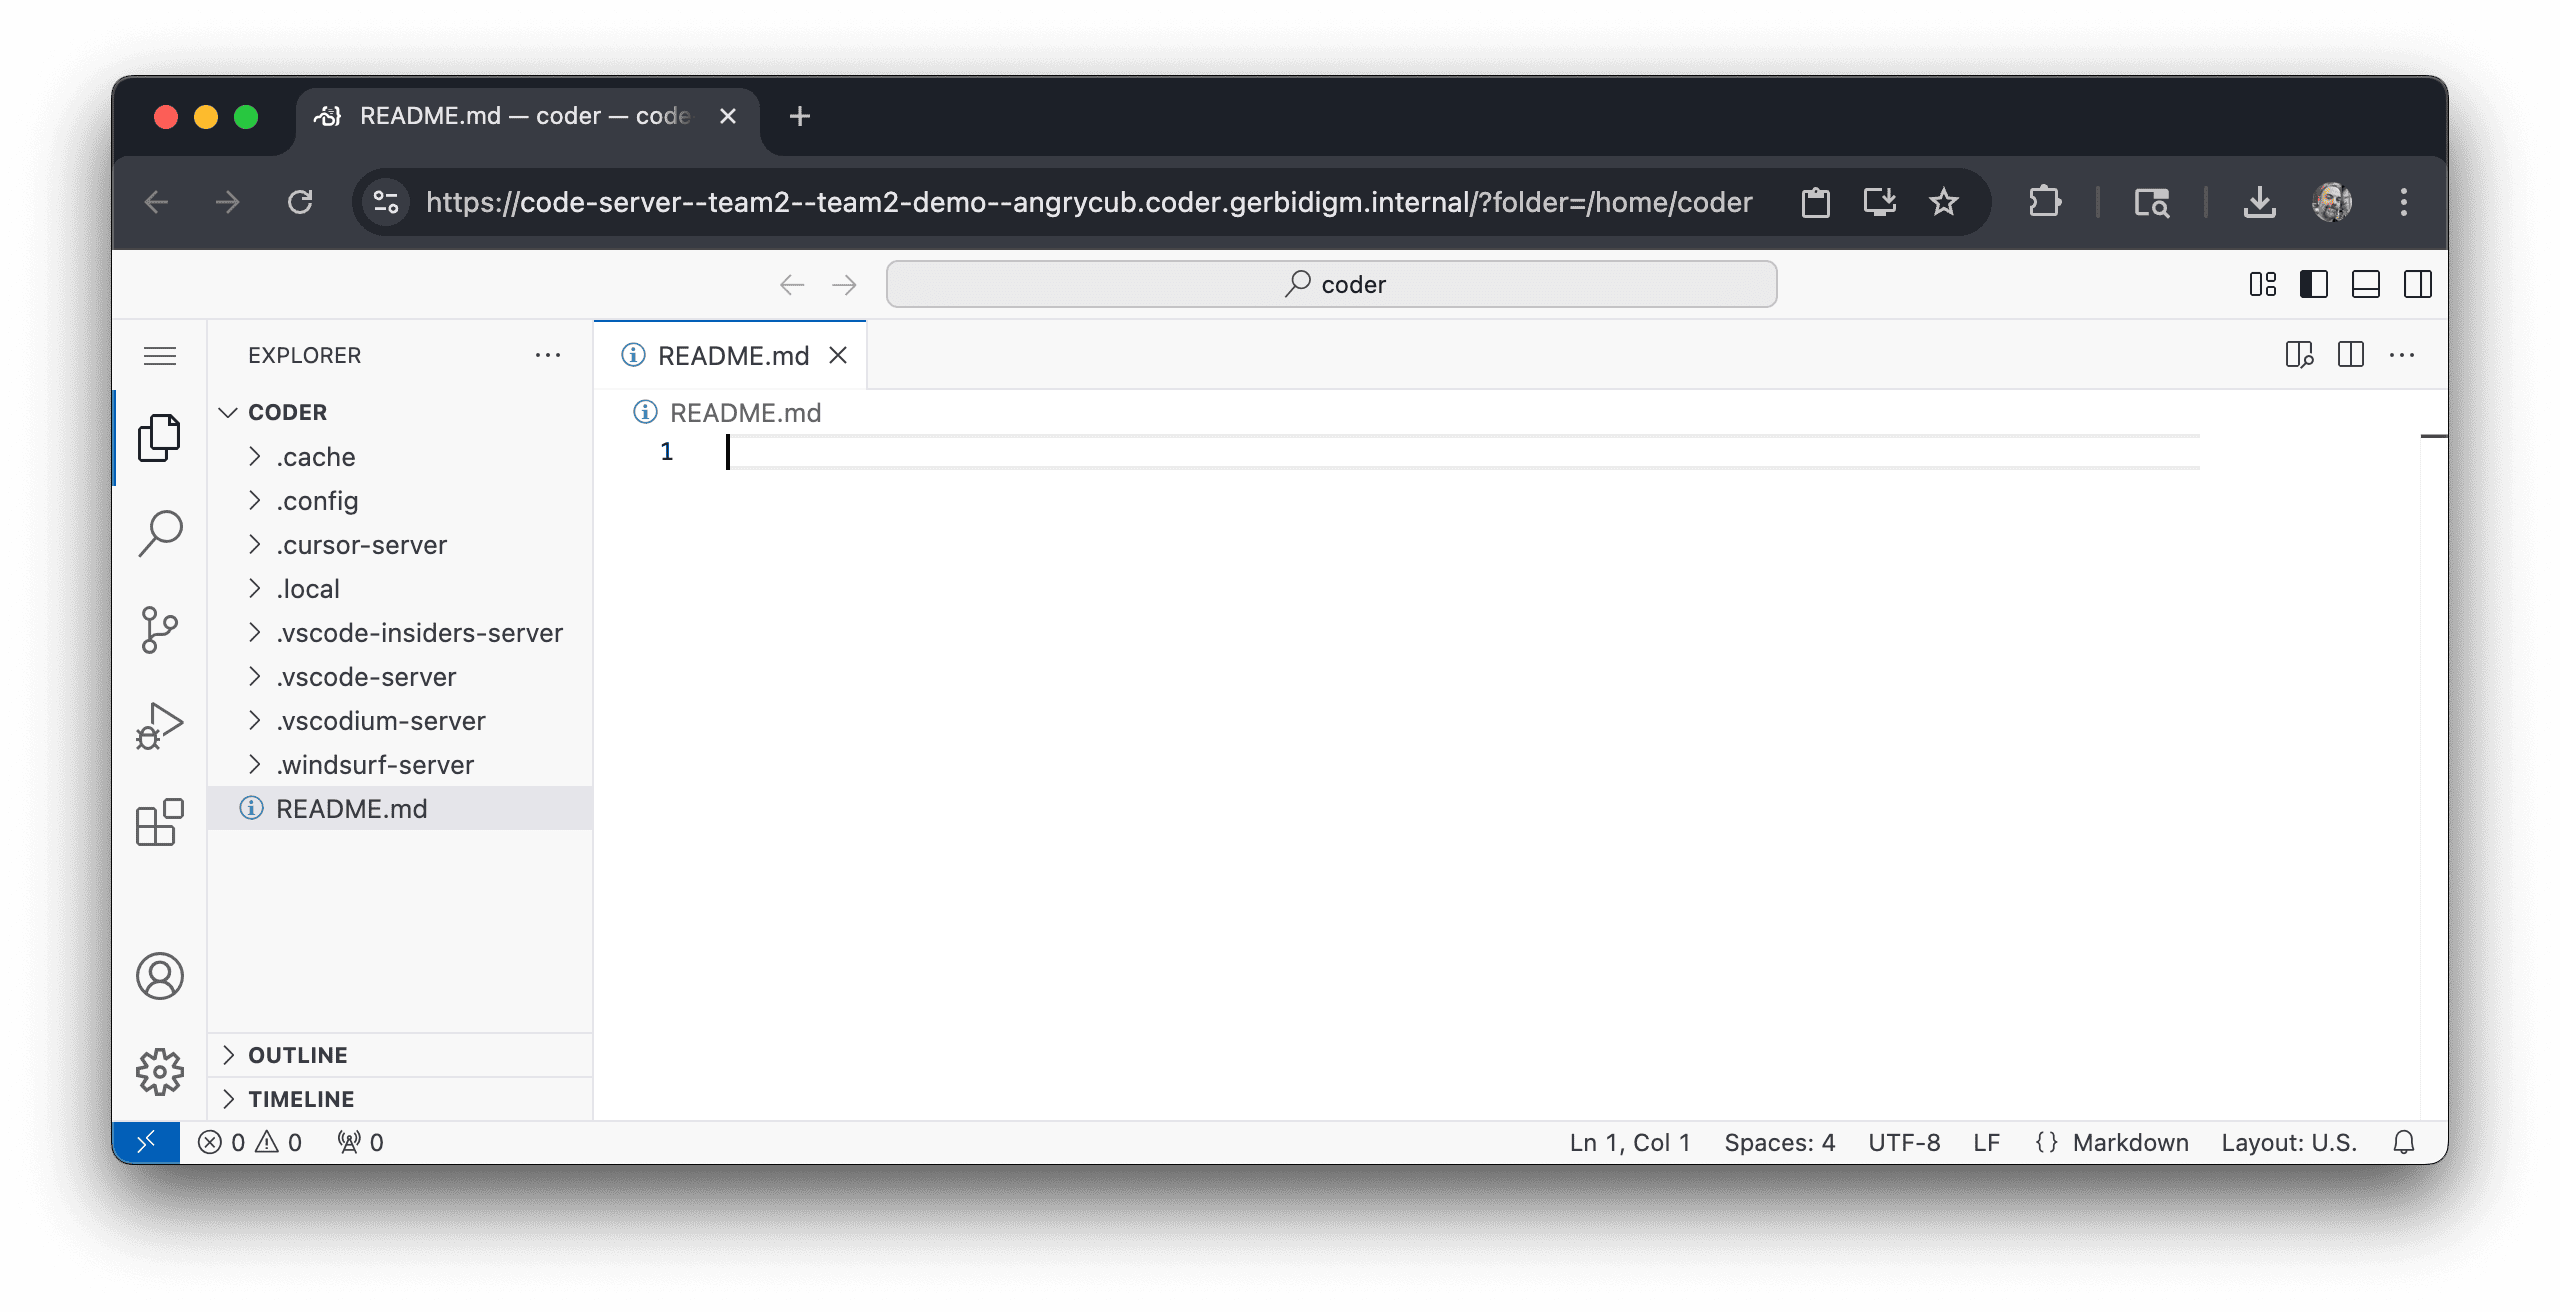 README.md — coder — code
https://code-server--team2--team2-demo--angrycub.coder.gerbidigm.internal/?folder=/home/coder
coder
EXPLORER
README.md
CODER
README.md
.cache
1
.config
.cursor-server
.local
.vscode-insiders-server
.vscode-server
.vscodium-server
.windsurf-server
README.md
OUTLINE
TIMELINE
0 0 0
Ln 1, Col 1 Spaces: 4 UTF-8 LF {} Markdown Layout: U.S.